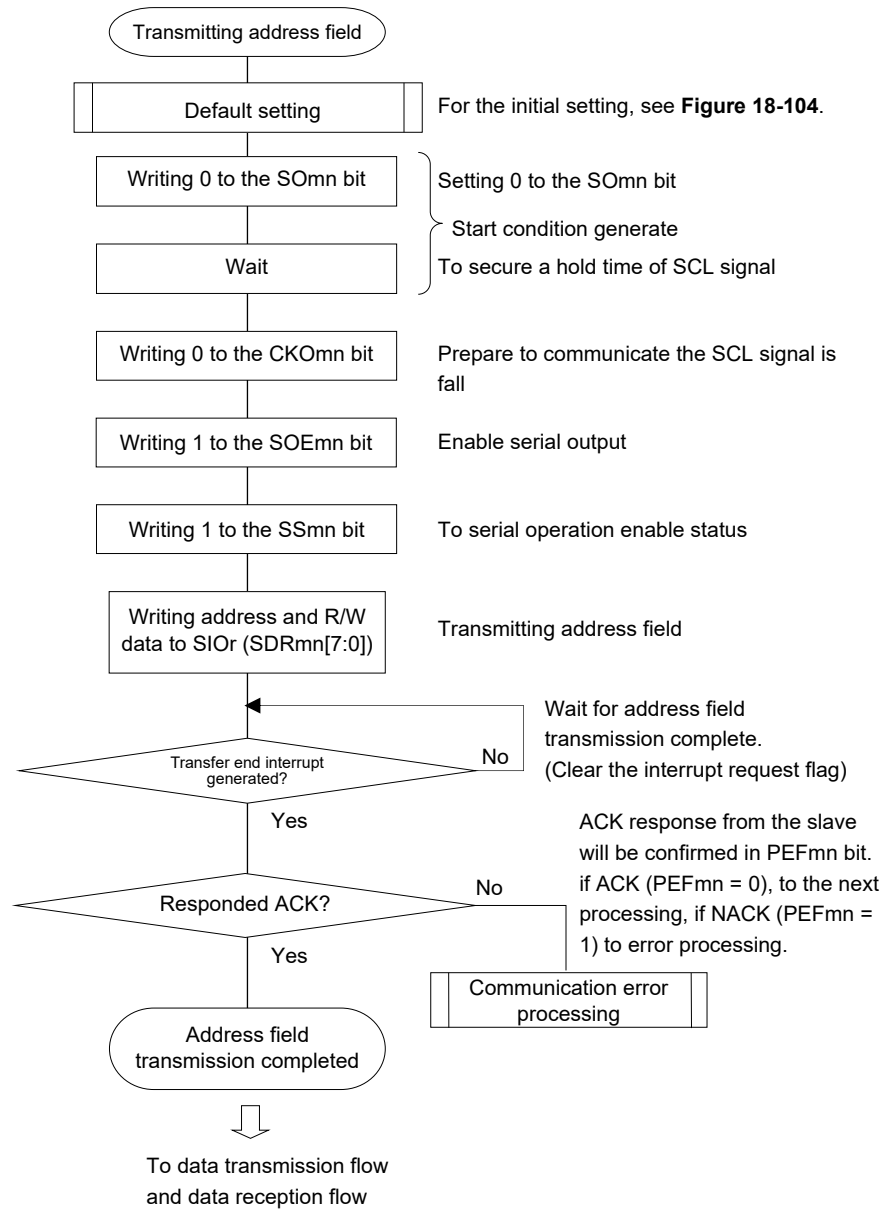 Transmitting address field
Default setting
For the initial setting, see Figure 18-104.
Writing 0 to the SOmn bit
Setting 0 to the SOmn bit
Start condition generate
Wait
To secure a hold time of SCL signal
Writing 0 to the CKOmn bit
Prepare to communicate the SCL signal is
fall
Writing 1 to the SOEmn bit
Enable serial output
Writing 1 to the SSmn bit
To serial operation enable status
Writing address and R/W
data to SIOr (SDRmn[7:0])
Transmitting address field
Wait for address field
transmission complete.
(Clear the interrupt request flag)
Transfer end interrupt
generated?
No
Yes
ACK response from the slave
will be confirmed in PEFmn bit.
if ACK (PEFmn = 0), to the next
processing, if NACK (PEFmn =
1) to error processing.
Responded ACK?
No
Yes
Communication error
processing
Address field
transmission completed
To data transmission flow
and data reception flow